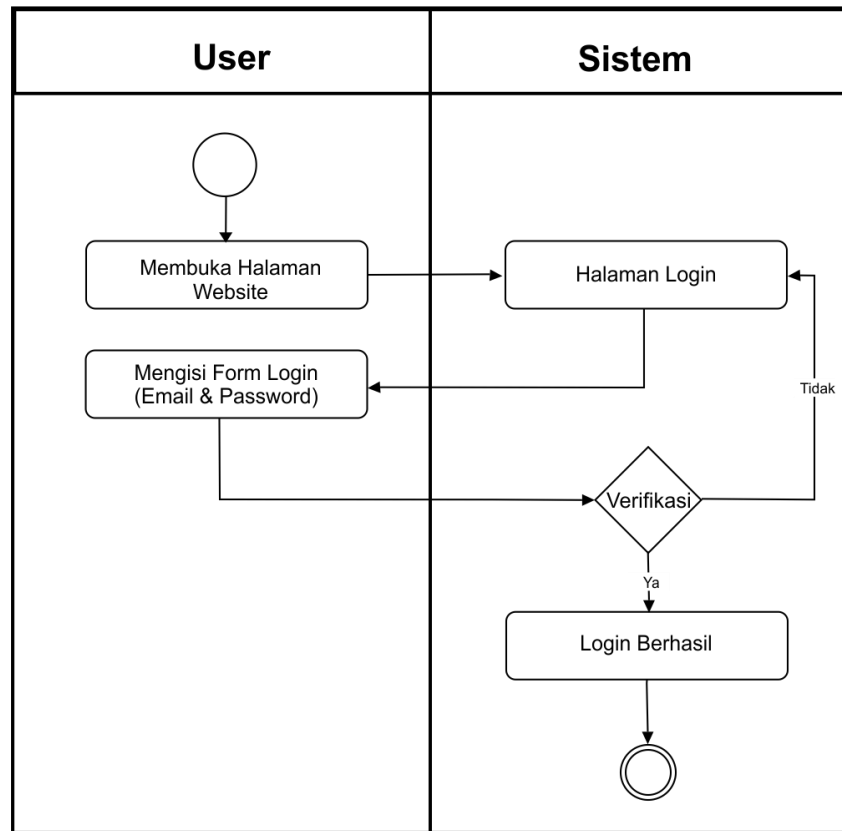 User
Sistem
Membuka Halaman
Website
Halaman Login
Mengisi Form Login
(Email & Password)
Tidak
Verifikasi
Ya
Login Berhasil